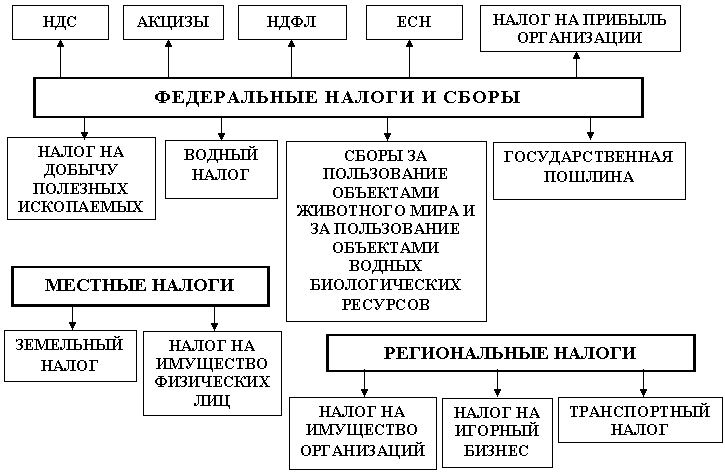 НДС
АКЦИЗЫ
НДФЛ
ЕСН
НАЛОГ НА ПРИБЫЛЬ
ОРГАНИЗАЦИИ
ФЕДЕРАЛЬНЫЕ НАЛОГИ И СБОРЫ
НАЛОГ НА
ДОБЫЧУ
ПОЛЕЗНЫХ
ИСКОПАЕМЫХ
ВОДНЫЙ
НАЛОГ
СБОРЫ ЗА
ПОЛЬЗОВАНИЕ
ОБЪЕКТАМИ
ЖИВОТНОГО МИРА И
ЗА ПОЛЬЗОВАНИЕ
ОБЪЕКТАМИ
ВОДНЫХ
БИОЛОГИЧЕСКИХ
РЕСУРСОВ
ГОСУДАРСТВЕННАЯ
ПОШЛИНА
МЕСТНЫЕ НАЛОГИ
ЗЕМЕЛЬНЫЙ
НАЛОГ
НАЛОГ НА
ИМУЩЕСТВО
ФИЗИЧЕСКИХ
ЛИЦ
РЕГИОНАЛЬНЫЕ НАЛОГИ
НАЛОГ НА
ИМУЩЕСТВО
ОРГАНИЗАЦИЙ
НАЛОГ НА
ИГОРНЫЙ
БИЗНЕС
ТРАНСПОРТНЫЙ
НАЛОГ